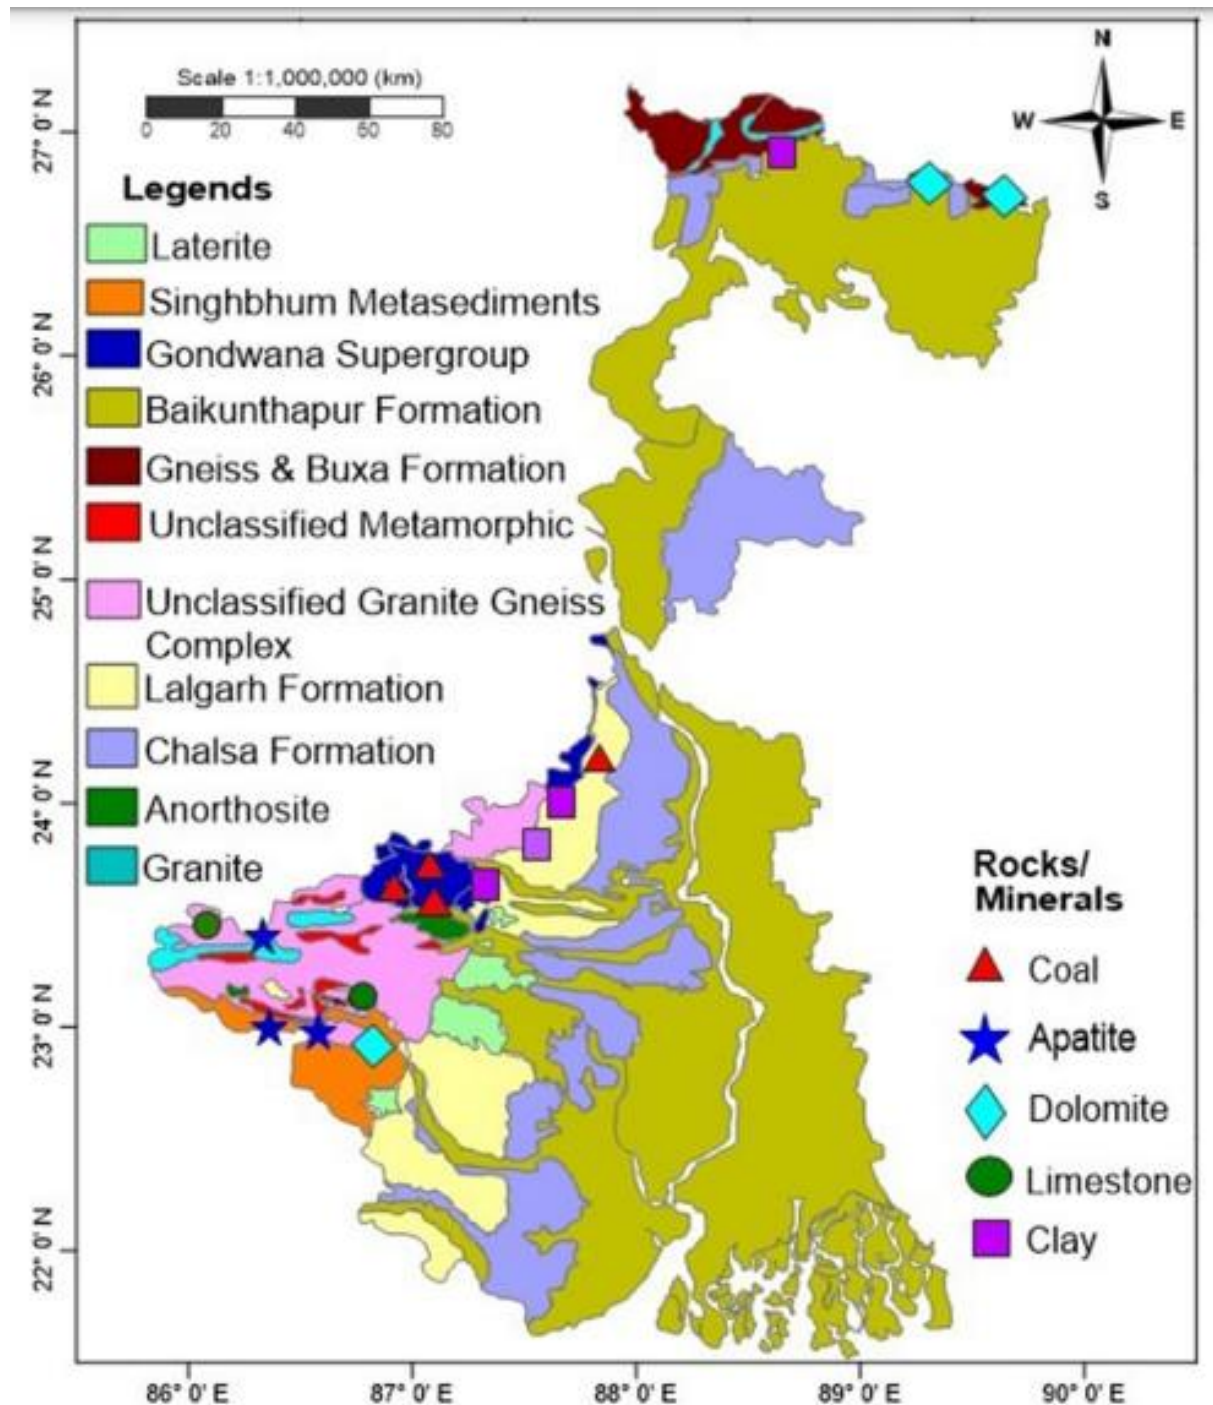 Scale 1:1,000,000 (km)
0 20 40 60 80
N
W E
S
Legends
Laterite
Singhbhum Metasediments
Gondwana Supergroup
Baikunthapur Formation
Gneiss & Buxa Formation
Unclassified Metamorphic
Unclassified Granite Gneiss
Complex
Lalgarh Formation
Chalsa Formation
Anorthosite
Granite
Rocks/
Minerals
Coal
Apatite
Dolomite
Limestone
Clay
27° 0' N
26° 0' N
25° 0' N
24° 0' N
23° 0' N
22° 0' N
86° 0' E 87° 0' E 88° 0' E 89° 0' E 90° 0' E